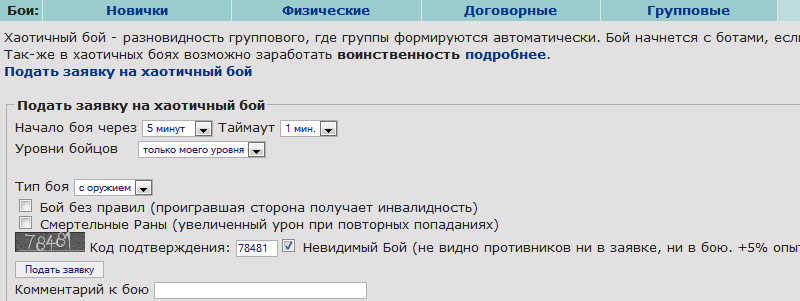 Бои: Новички Физические Договорные Групповые
Хаотичный бой - разновидность группового, где группы формируются автоматически. Бой начнется с ботами,
Так-же в хаотичных боях возможно заработать воинственность подробнее.
Подать заявку на хаотичный бой
Подать заявку на хаотичный бой
Начало боя через 5 минут Таймаут 1 мин.
Уровни бойцов только моего уровня
Тип боя с оружием
Бой без правил (проигравшая сторона получает инвалидность)
Смертельные Раны (увеличенный урон при повторных попаданиях)
78481 Код подтверждения: 78481 Невидимый Бой (не видно противников ни в заявке, ни в бою. +5%
Подать заявку
Комментарий к бою